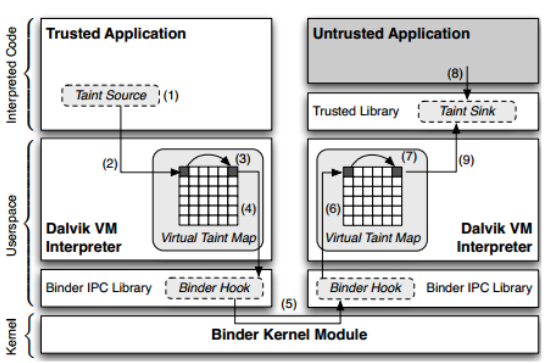 Interpreted Code
Trusted Application
Taint Source
(1)
(2)
Untrusted Application
(8)
Trusted Library
Taint Sink
Userspace
(3)
(4)
Virtual Taint Map
Dalvik VM
Interpreter
(7)
(9)
(6)
Virtual Taint Map
Dalvik VM
Interpreter
Binder IPC Library
Binder Hook
(5)
Binder Hook
Binder IPC Library
Kernel
Binder Kernel Module